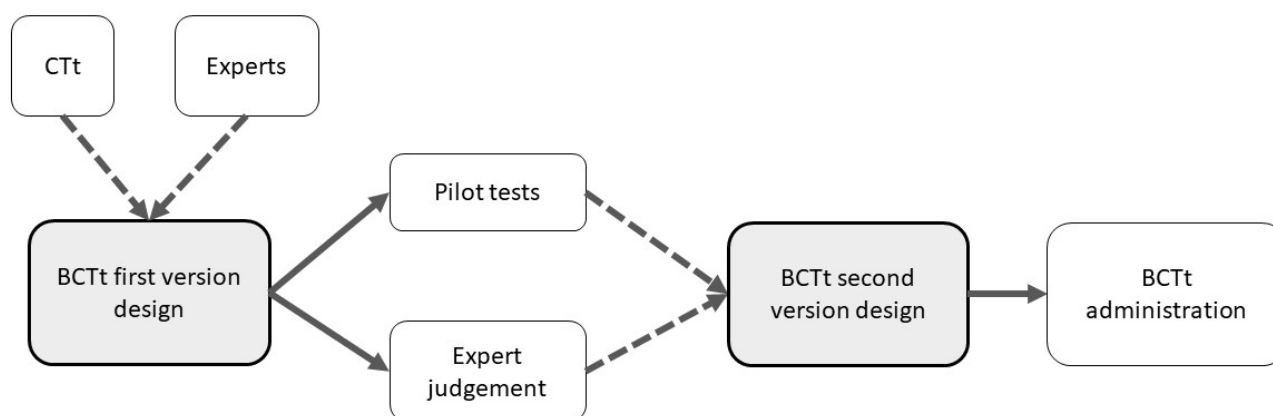 CTt
Experts
BCTt first version
design
Pilot tests
Expert
judgement
BCTt second
version design
BCTt
administration